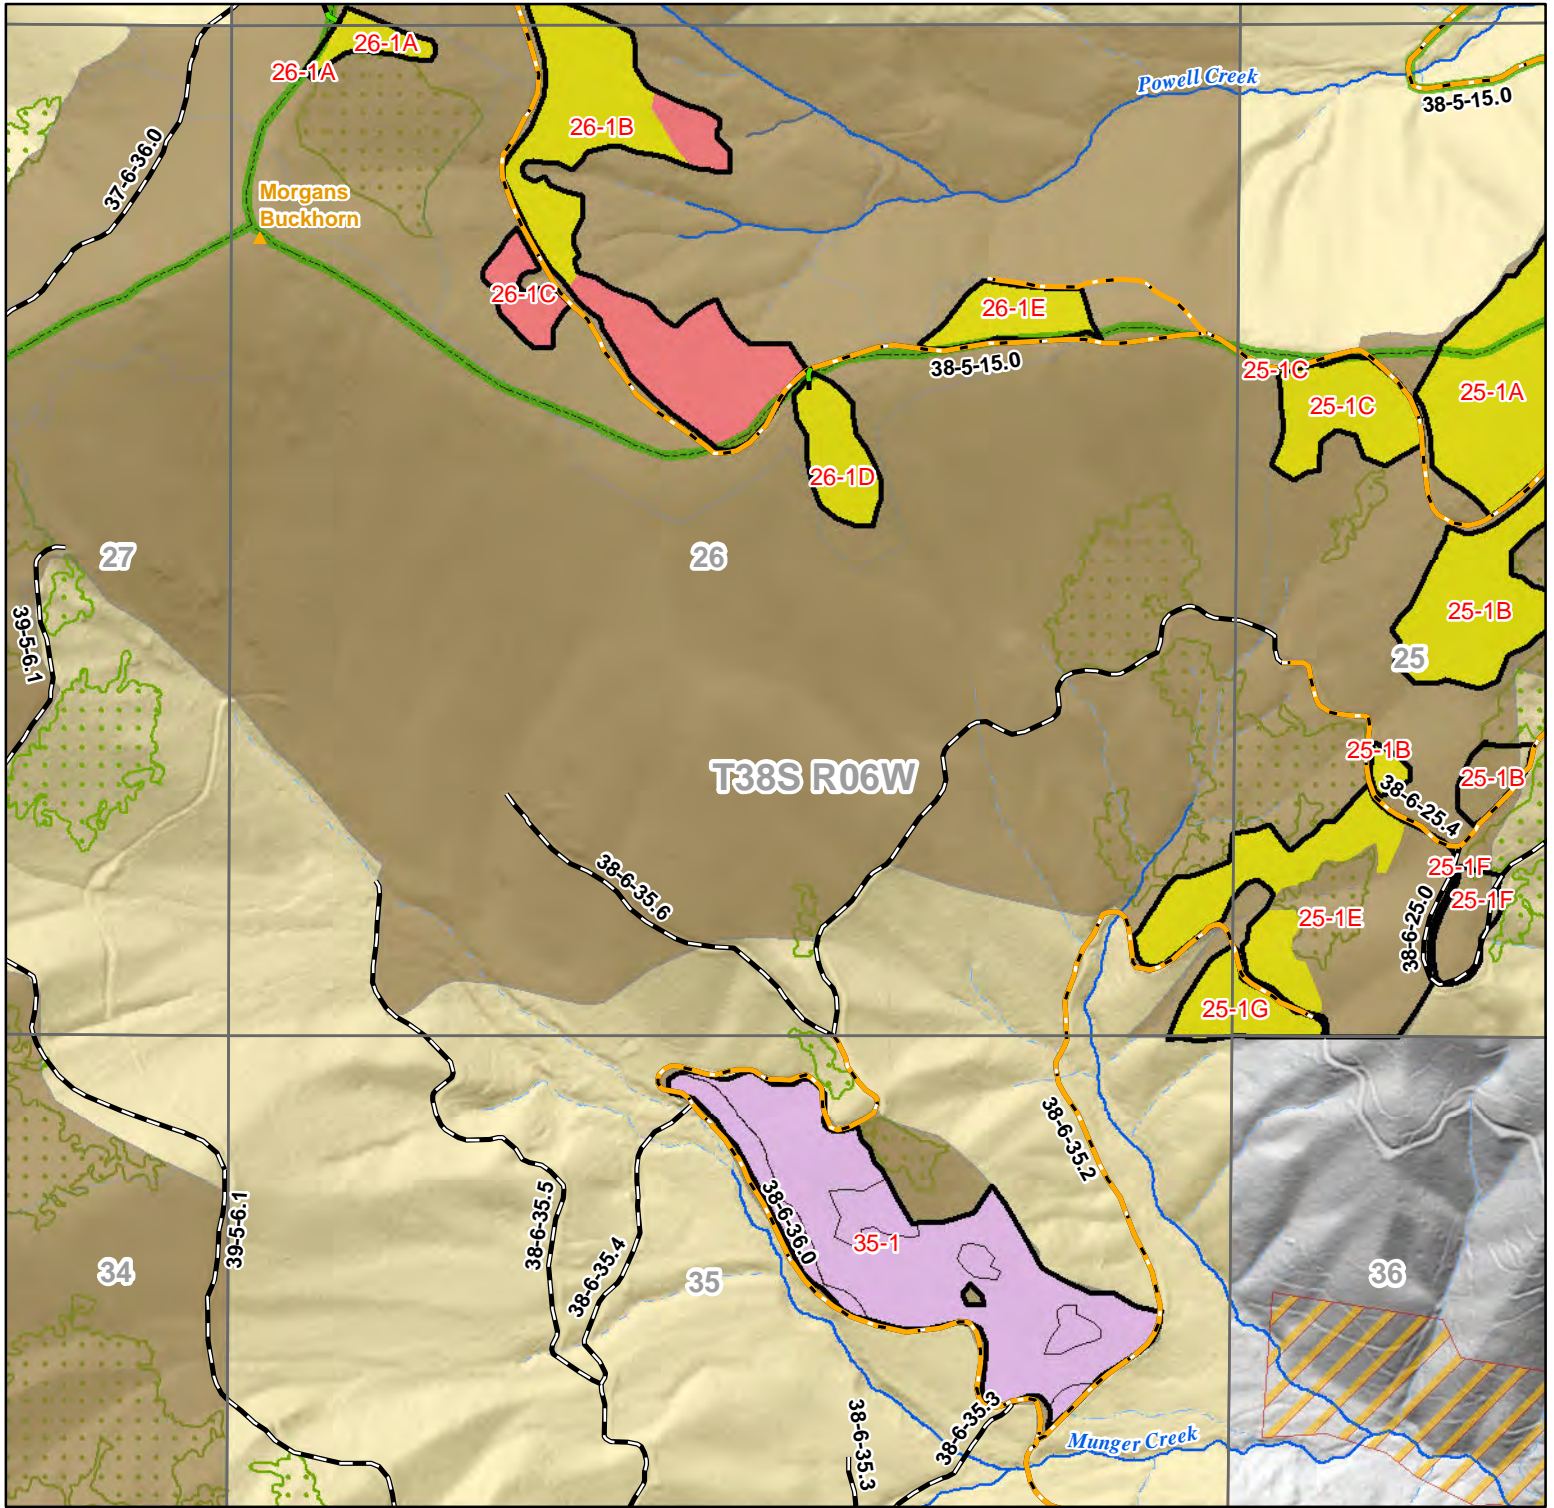 26-1A
26-1A
26-1B
Powell Creek
38-5-15.0
37-6-36.0
Morgans
Buckhorn
26-1C
26-1E
38-5-15.0
25-1C
25-1C
25-1A
26-1D
27
26
25-1B
39-5-6.1
25
T38S R06W
25-1B
25-1B
38-6-25.4
38-6-35.6
25-1F
25-1F
25-1E
38-6-25.0
25-1G
38-6-35.2
39-5-6.1
38-6-35.5
38-6-36.0
35-1
38-6-35.4
34
35
36
38-6-35.3
38-6-35.3
Munger Creek